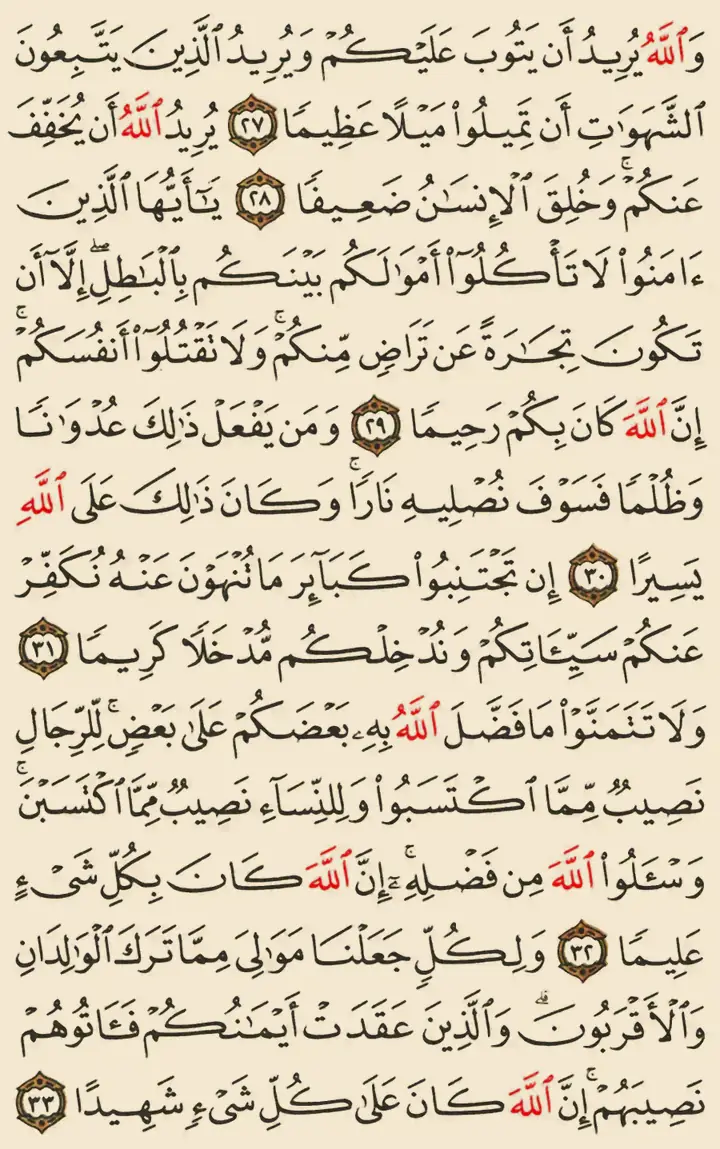 وَٱللَّهُ يُرِيدُ أَن يَتُوبَ عَلَيْكُمْ وَيُرِيدُ ٱلَّذِينَ يَتَّبِعُونَ
ٱلشَّهَوَٰتِ أَن تَمِيلُوا۟ مَيْلًا عَظِيمًا ٢٧ يُرِيدُ ٱللَّهُ أَن يُخَفِّفَ
عَنكُمْ ۚ وَخُلِقَ ٱلْإِنسَٰنُ ضَعِيفًا ٢٨ يَٰٓأَيُّهَا ٱلَّذِينَ
ءَامَنُوا۟ لَا تَأْكُلُوٓا۟ أَمْوَٰلَكُم بَيْنَكُم بِٱلْبَٰطِلِ إِلَّآ أَن
تَكُونَ تِجَٰرَةً عَن تَرَاضٍ مِّنكُمْ ۚ وَلَا تَقْتُلُوٓا۟ أَنفُسَكُمْ ۚ
إِنَّ ٱللَّهَ كَانَ بِكُمْ رَحِيمًا ٢٩ وَمَن يَفْعَلْ ذَٰلِكَ عُدْوَٰنًا
وَظُلْمًا فَسَوْفَ نُصْلِيهِ نَارًا ۚ وَكَانَ ذَٰلِكَ عَلَى ٱللَّهِ
يَسِيرًا ٣٠ إِن تَجْتَنِبُوا۟ كَبَآئِرَ مَا تُنْهَوْنَ عَنْهُ نُكَفِّرْ
عَنكُمْ سَيِّـَٔاتِكُمْ وَنُدْخِلْكُم مُّدْخَلًا كَرِيمًا ٣١
وَلَا تَتَمَنَّوْا۟ مَا فَضَّلَ ٱللَّهُ بِهِۦ بَعْضَكُمْ عَلَىٰ بَعْضٍ ۚ لِّلرِّجَالِ
نَصِيبٌ مِّمَّا ٱكْتَسَبُوا۟ وَلِلنِّسَآءِ نَصِيبٌ مِّمَّا ٱكْتَسَبْنَ ۚ
وَسْـَٔلُوا۟ ٱللَّهَ مِن فَضْلِهِۦٓ ۚ إِنَّ ٱللَّهَ كَانَ بِكُلِّ شَىْءٍ
عَلِيمًا ٣٢ وَلِكُلٍّ جَعَلْنَا مَوَٰلِىَ مِمَّا تَرَكَ ٱلْوَٰلِدَانِ
وَٱلْأَقْرَبُونَ ۚ وَٱلَّذِينَ عَقَدَتْ أَيْمَٰنُكُمْ فَـَٔاتُوهُمْ
نَصِيبَهُمْ ۚ إِنَّ ٱللَّهَ كَانَ عَلَىٰ كُلِّ شَىْءٍ شَهِيدًا ٣٣